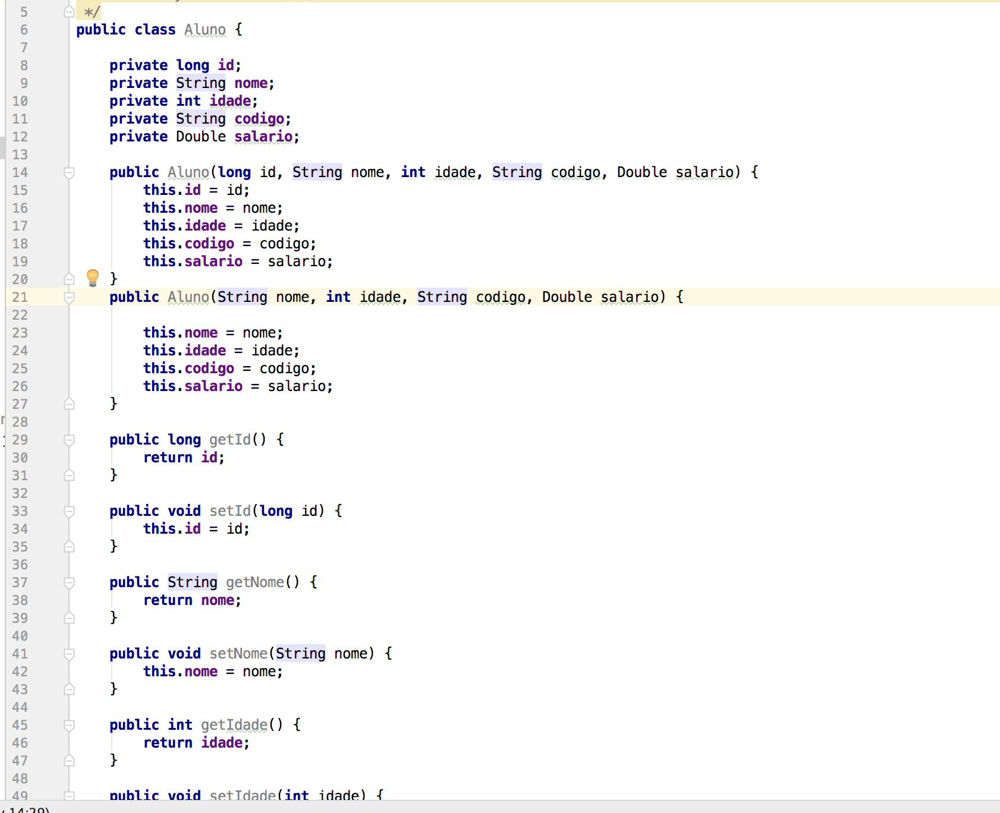 5 */
6 public class Aluno {
7
8 private long id;
9 private String nome;
10 private int idade;
11 private String codigo;
12 private Double salario;
13
14 public Aluno(long id, String nome, int idade, String codigo, Double salario) {
15 this.id = id;
16 this.nome = nome;
17 this.idade = idade;
18 this.codigo = codigo;
19 this.salario = salario;
20 }
21 public Aluno(String nome, int idade, String codigo, Double salario) {
22
23 this.nome = nome;
24 this.idade = idade;
25 this.codigo = codigo;
26 this.salario = salario;
27 }
28
29 public long getId() {
30 return id;
31 }
32
33 public void setId(long id) {
34 this.id = id;
35 }
36
37 public String getNome() {
38 return nome;
39 }
40
41 public void setNome(String nome) {
42 this.nome = nome;
43 }
44
45 public int getIdade() {
46 return idade;
47 }
48
49 public void setIdade(int idade) {
14:29)